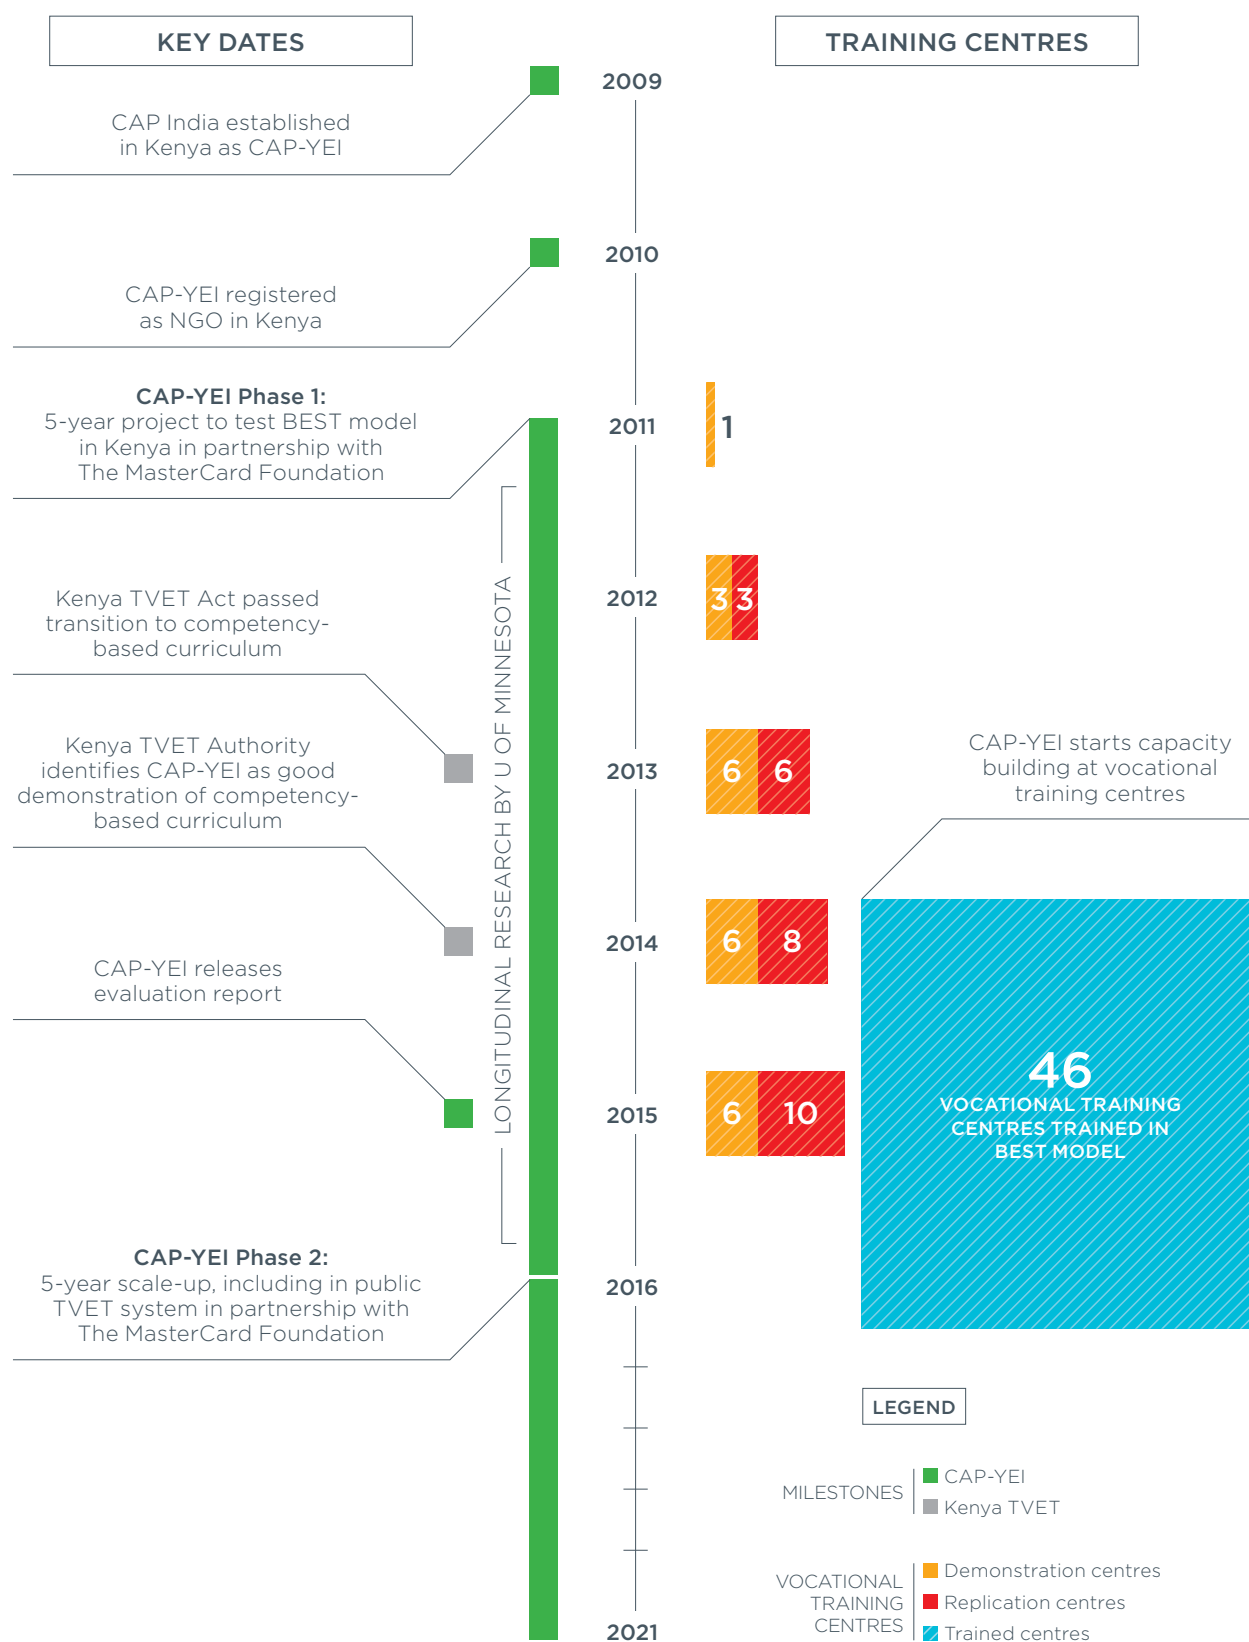 KEY DATES
TRAINING CENTRES
2009
CAP India established
in Kenya as CAP-YEI
2010
CAP-YEI registered
as NGO in Kenya
CAP-YEI Phase 1:
5-year project to test BEST model
in Kenya in partnership with
The MasterCard Foundation
2011
1
LONGITUDINAL RESEARCH BY U OF MINNESOTA
Kenya TVET Act passed
transition to competency-
based curriculum
2012
3 3
Kenya TVET Authority
identifies CAP-YEI as good
demonstration of competency-
based curriculum
2013
6 6
CAP-YEI starts capacity
building at vocational
training centres
2014
6 8
CAP-YEI releases
evaluation report
2015
6 10
46
VOCATIONAL TRAINING
CENTRES TRAINED IN
BEST MODEL
CAP-YEI Phase 2:
5-year scale-up, including in public
TVET system in partnership with
The MasterCard Foundation
2016
2021
LEGEND
MILESTONES
CAP-YEI
Kenya TVET
VOCATIONAL
TRAINING
CENTRES
Demonstration centres
Replication centres
Trained centres